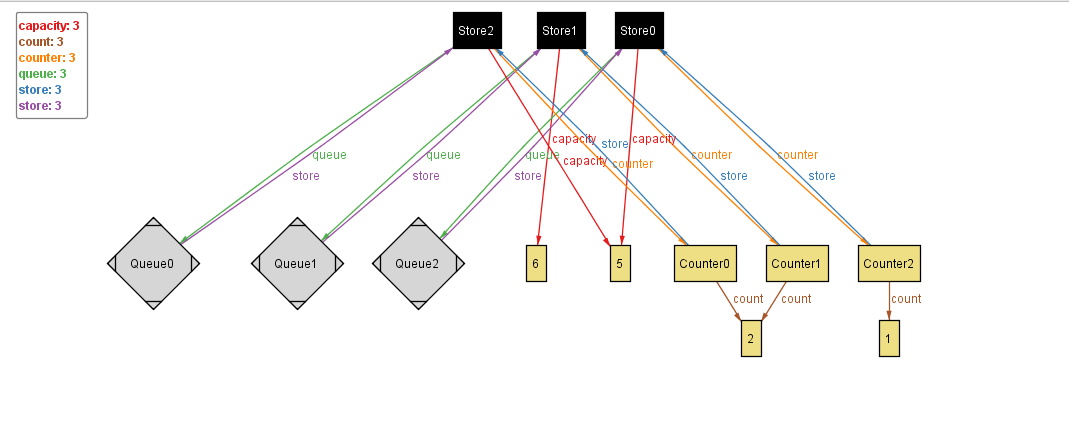 capacity: 3
count: 3
counter: 3
queue: 3
store: 3
store: 3
Store2
Store1
Store0
capacity
capacity
store
queue
queue
queue
counter
counter
capacity
counter
store
store
store
store
store
Queue0
Queue1
Queue2
6
5
Counter0
Counter1
Counter2
count
count
count
2
1